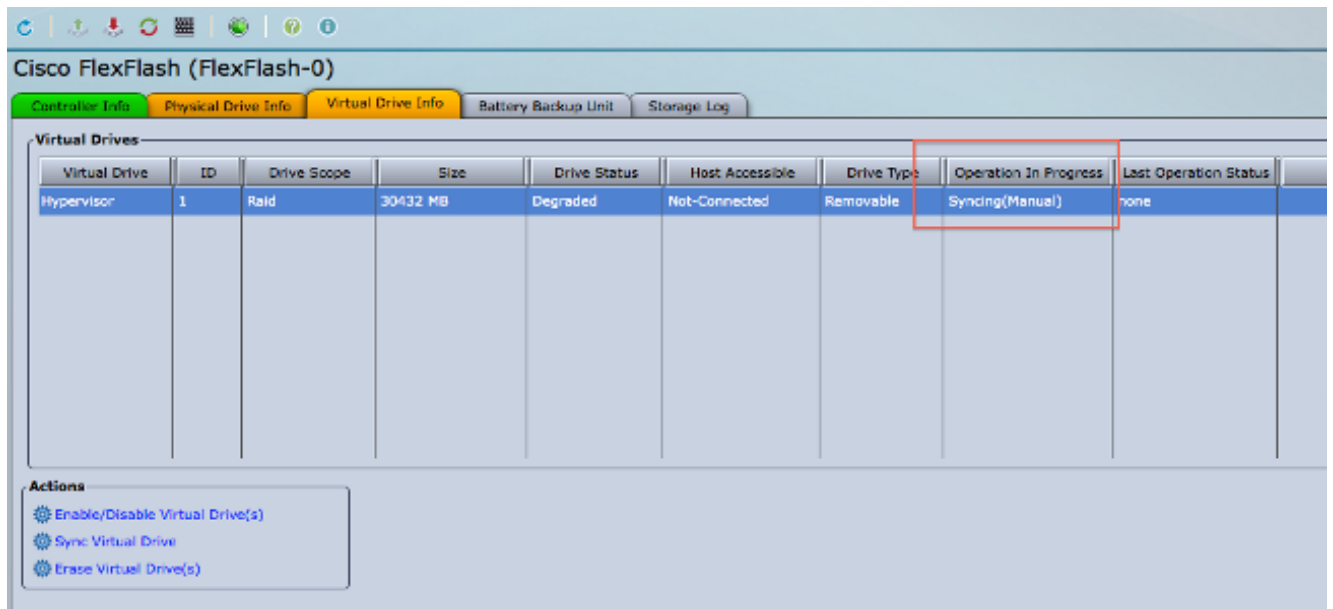 Cisco FlexFlash (FlexFlash-0)
Controller Info Physical Drive Info Virtual Drive Info Battery Backup Unit Storage Log
Virtual Drives
Virtual Drive ID Drive Scope Size Drive Status Host Accessible Drive Type Operation In Progress Last Operation Status
Hypervisor 1 Raid 30432 MB Degraded Not-Connected Removable Syncing(Manual) none
Actions
Enable/Disable Virtual Drive(s)
Sync Virtual Drive
Erase Virtual Drive(s)